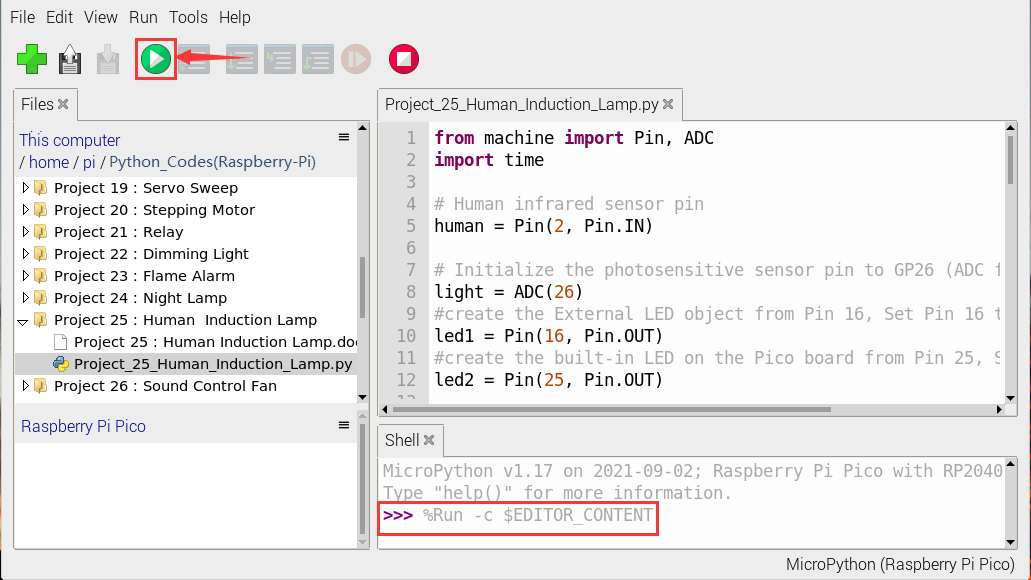 File Edit View Run Tools Help
Files
This computer
/ home / pi / Python_Codes(Raspberry-Pi)
Project 19 : Servo Sweep
Project 20 : Stepping Motor
Project 21 : Relay
Project 22 : Dimming Light
Project 23 : Flame Alarm
Project 24 : Night Lamp
Project 25 : Human  Induction Lamp
Project 25 : Human Induction Lamp.doc
Project_25_Human_Induction_Lamp.py
Project 26 : Sound Control Fan
Raspberry Pi Pico
Project_25_Human_Induction_Lamp.py
1 from machine import Pin, ADC
2 import time
3
4 # Human infrared sensor pin
5 human = Pin(2, Pin.IN)
6
7 # Initialize the photosensitive sensor pin to GP26 (ADC f
8 light = ADC(26)
9 #create the External LED object from Pin 16, Set Pin 16 t
10 led1 = Pin(16, Pin.OUT)
11 #create the built-in LED on the Pico board from Pin 25, S
12 led2 = Pin(25, Pin.OUT)
Shell
MicroPython v1.17 on 2021-09-02; Raspberry Pi Pico with RP2040
Type "help()" for more information.
>>> %Run -c $EDITOR_CONTENT
MicroPython (Raspberry Pi Pico)